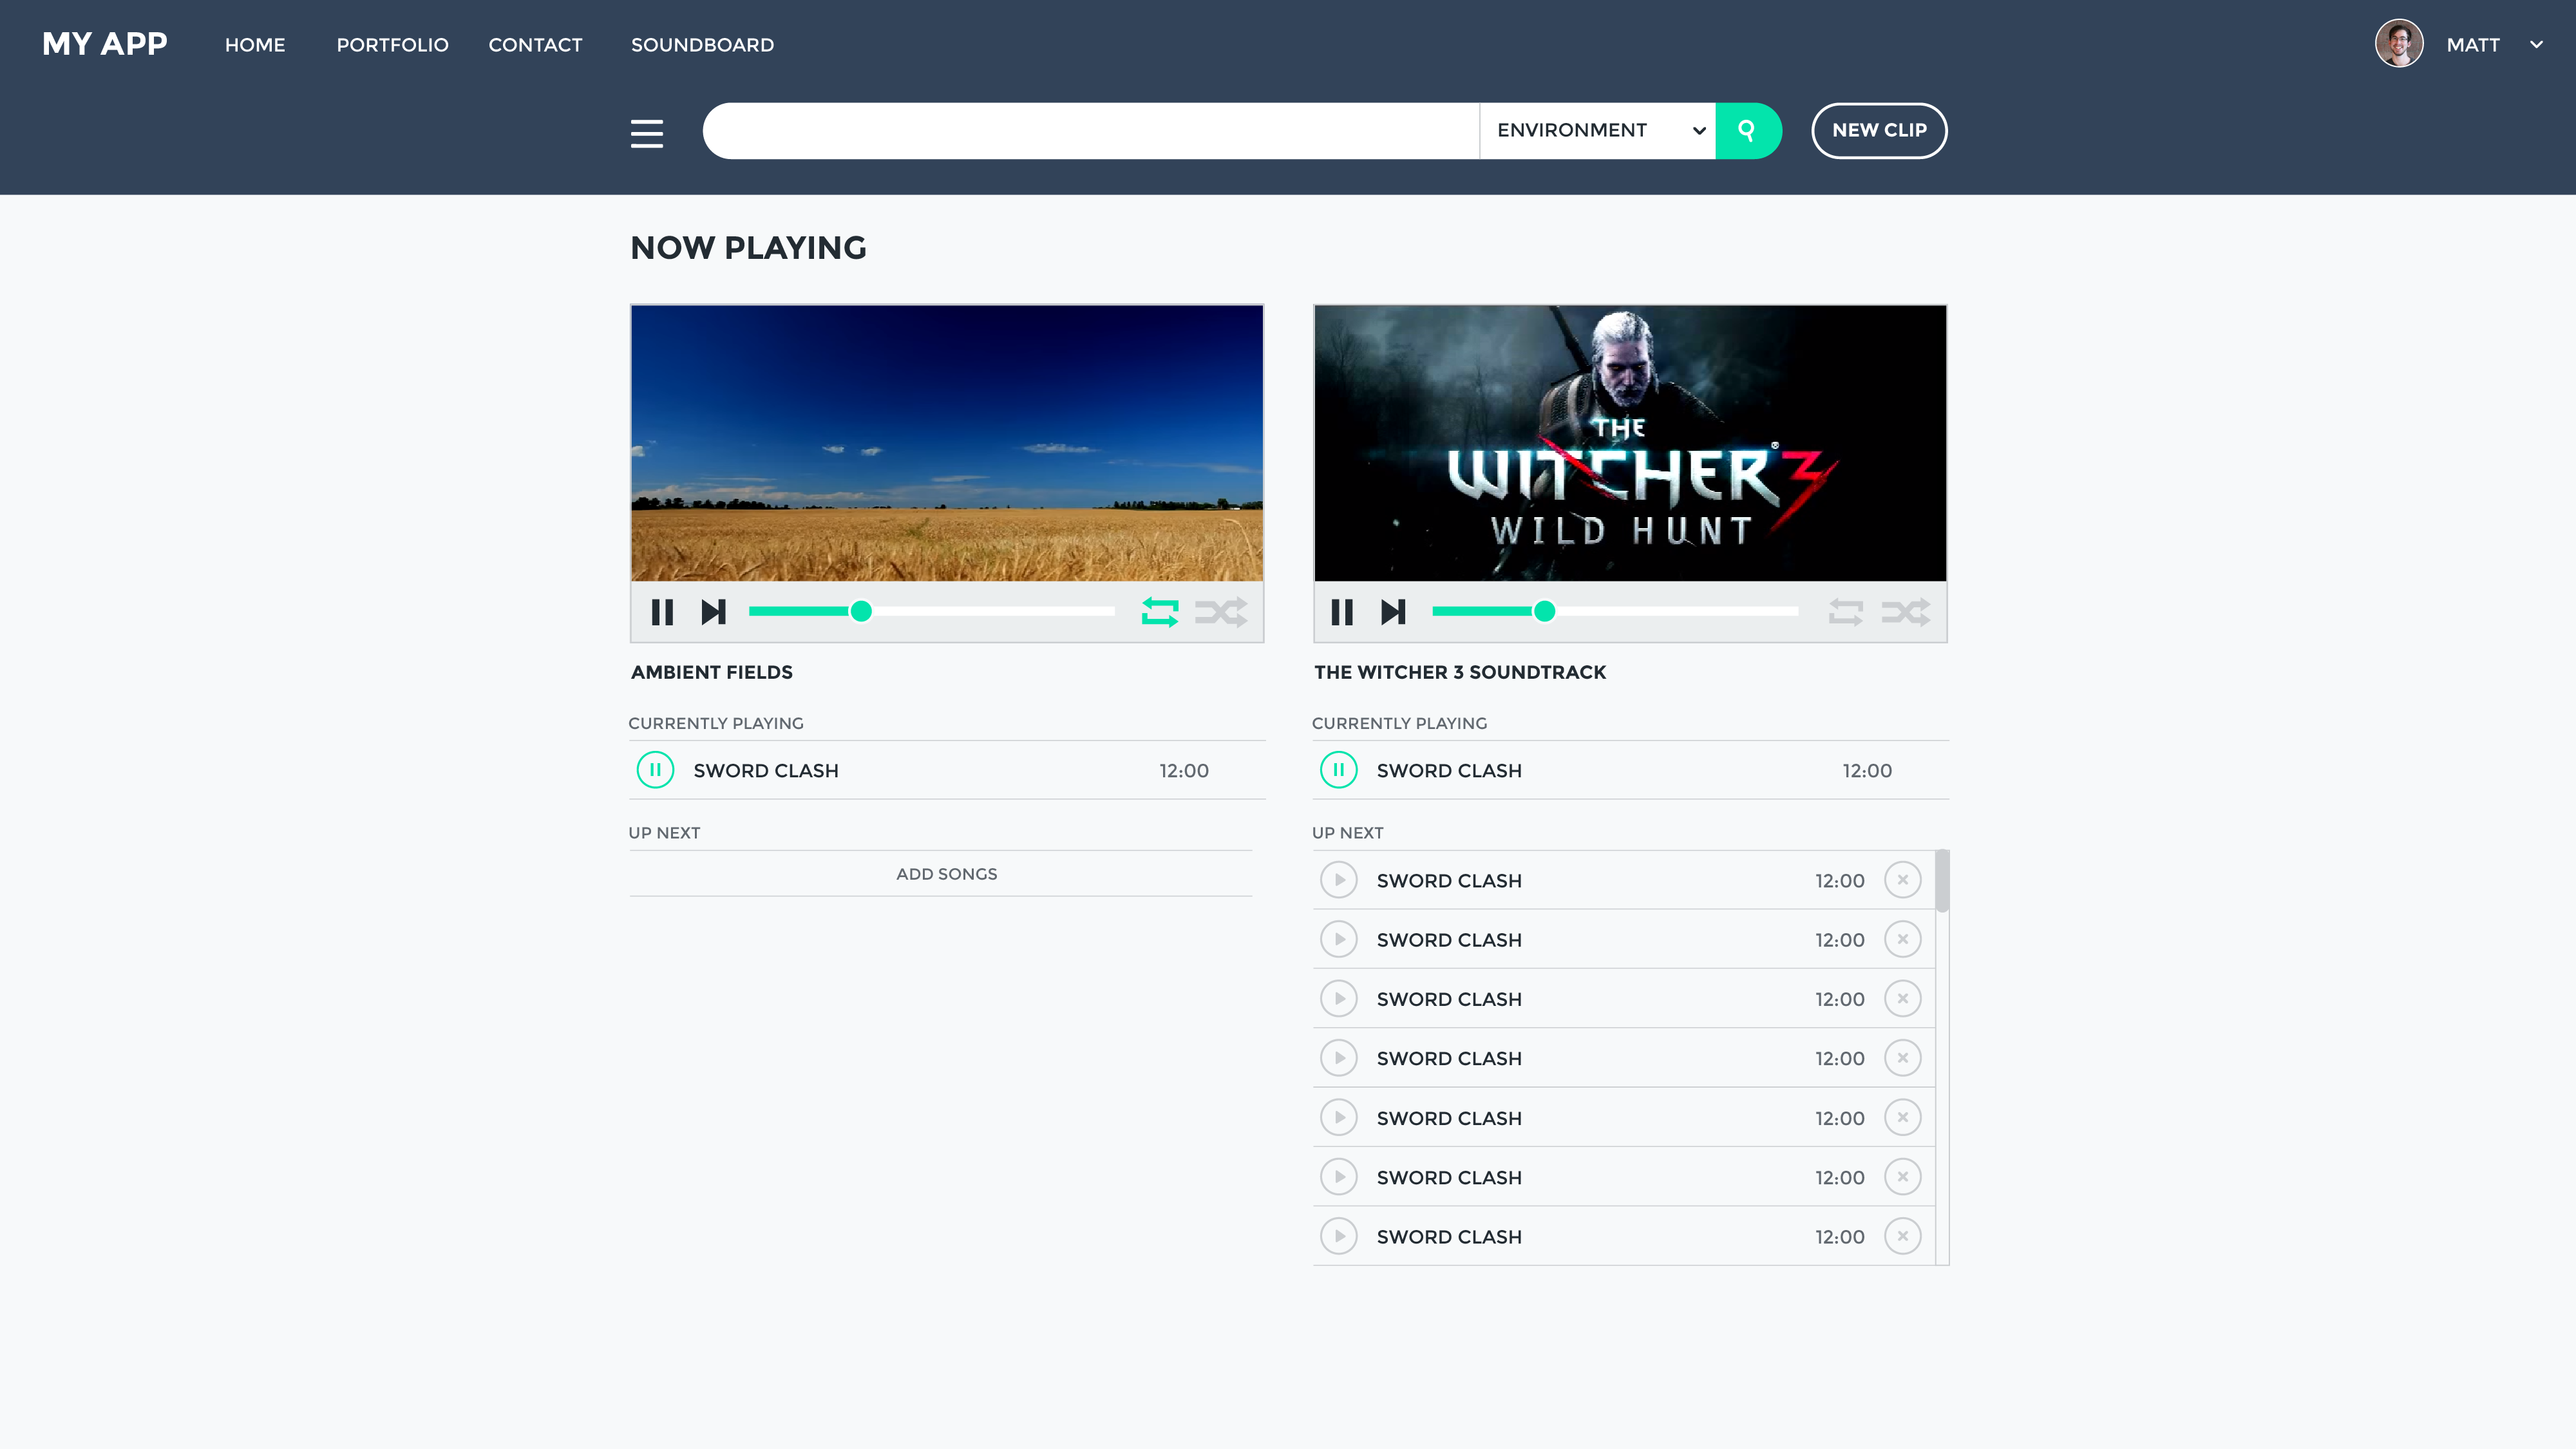 MY APP HOME PORTFOLIO CONTACT SOUNDBOARD MATT
ENVIRONMENT NEW CLIP
NOW PLAYING
THE
WITCHER 3
WILD HUNT
AMBIENT FIELDS
CURRENTLY PLAYING
SWORD CLASH 12:00
UP NEXT
ADD SONGS
THE WITCHER 3 SOUNDTRACK
CURRENTLY PLAYING
SWORD CLASH 12:00
UP NEXT
SWORD CLASH 12:00
SWORD CLASH 12:00
SWORD CLASH 12:00
SWORD CLASH 12:00
SWORD CLASH 12:00
SWORD CLASH 12:00
SWORD CLASH 12:00